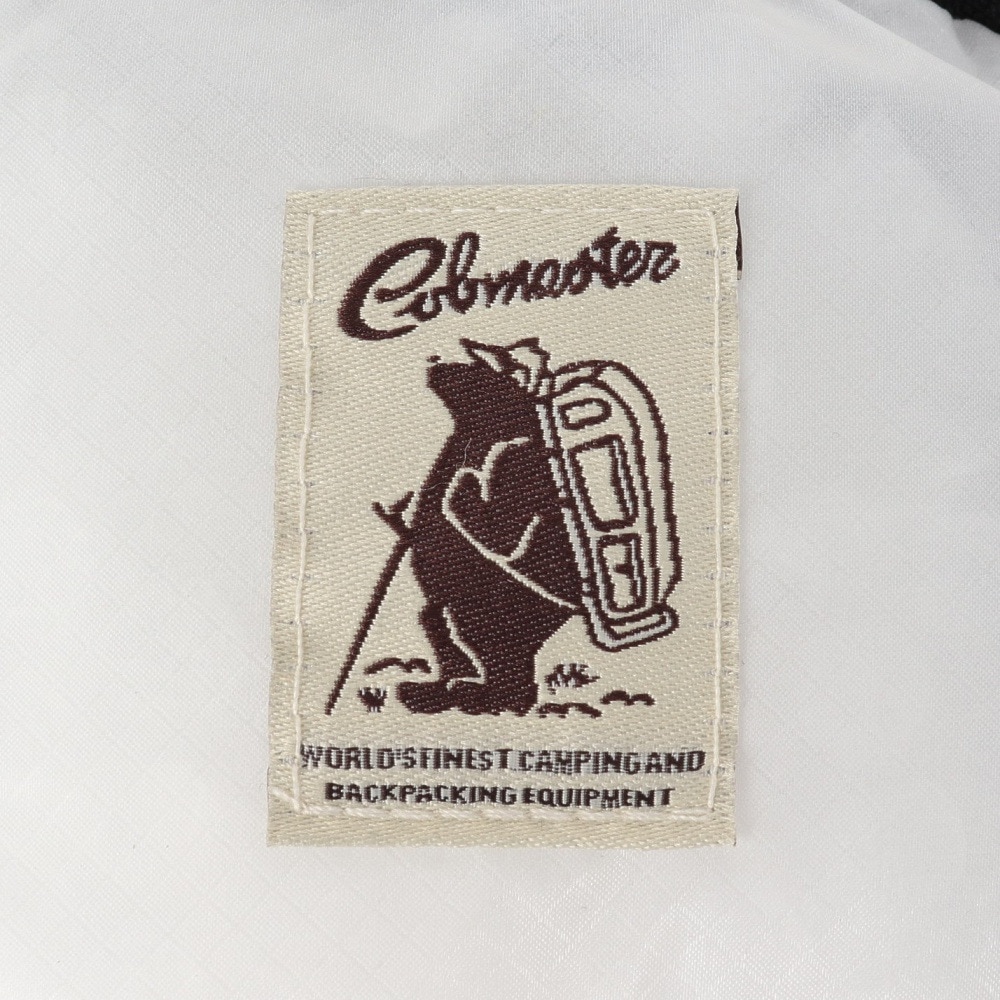 Cobmaster
WORLD'S FINEST CAMPING AND
BACKPACKING EQUIPMENT